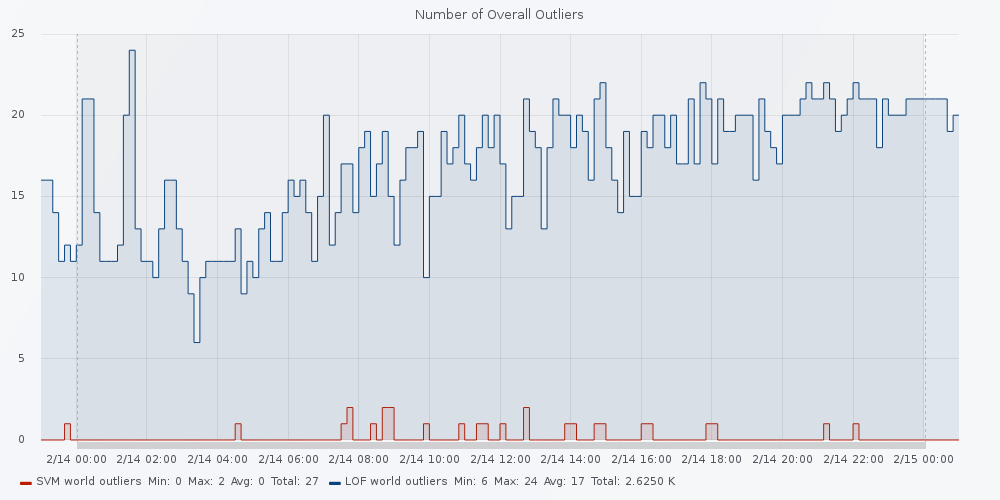 Number of Overall Outliers
25
20
15
10
5
0
2/14 00:00 2/14 02:00 2/14 04:00 2/14 06:00 2/14 08:00 2/14 10:00 2/14 12:00 2/14 14:00 2/14 16:00 2/14 18:00 2/14 20:00 2/14 22:00 2/15 00:00
SVM world outliers Min: 0 Max: 2 Avg: 0 Total: 27 LOF world outliers Min: 6 Max: 24 Avg: 17 Total: 2.6250 K